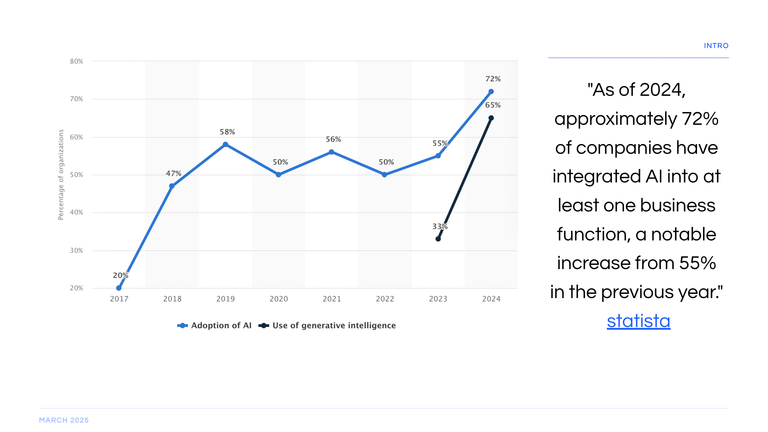 INTRO
80%
70%
60%
50%
40%
30%
20%
Percentage of organizations
20%
47%
58%
50%
56%
50%
55%
72%
65%
33%
2017 2018 2019 2020 2021 2022 2023 2024
Adoption of AI Use of generative intelligence
"As of 2024,
approximately 72%
of companies have
integrated AI into at
least one business
function, a notable
increase from 55%
in the previous year."
statista
MARCH 2025